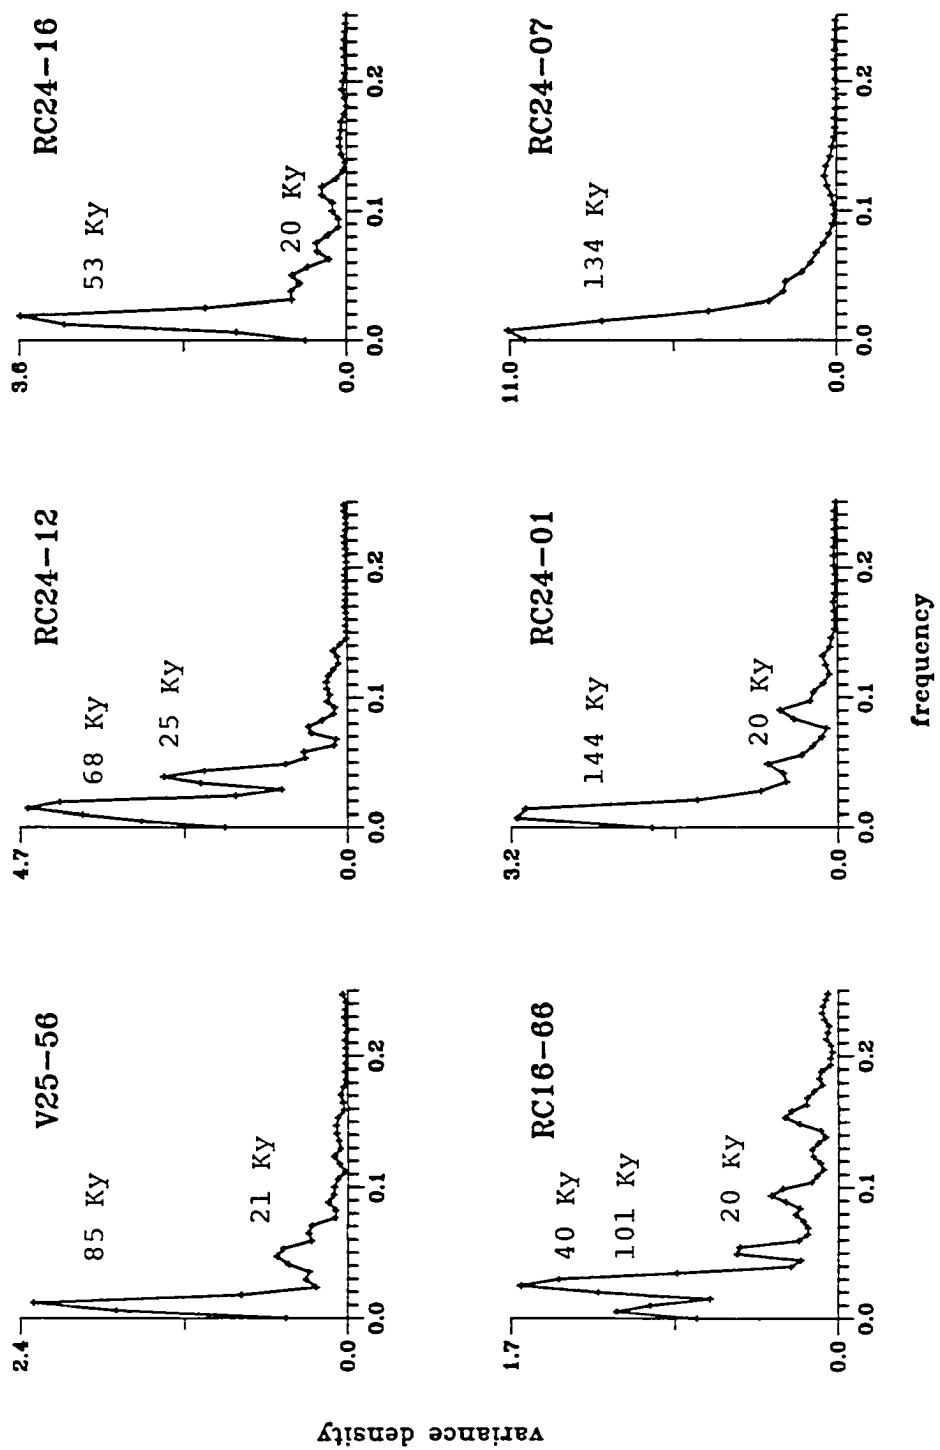 V25-56
85 Ky
21 Ky
2.4
0.0
0.0
0.1
0.2
RC24-12
68 Ky
25 Ky
4.7
0.0
0.0
0.1
0.2
RC24-16
53 Ky
20 Ky
3.6
0.0
0.0
0.1
0.2
RC16-66
40 Ky
101 Ky
20 Ky
1.7
0.0
0.0
0.1
0.2
RC24-01
144 Ky
20 Ky
3.2
0.0
0.0
0.1
0.2
RC24-07
134 Ky
11.0
0.0
0.0
0.1
0.2
variance density
frequency